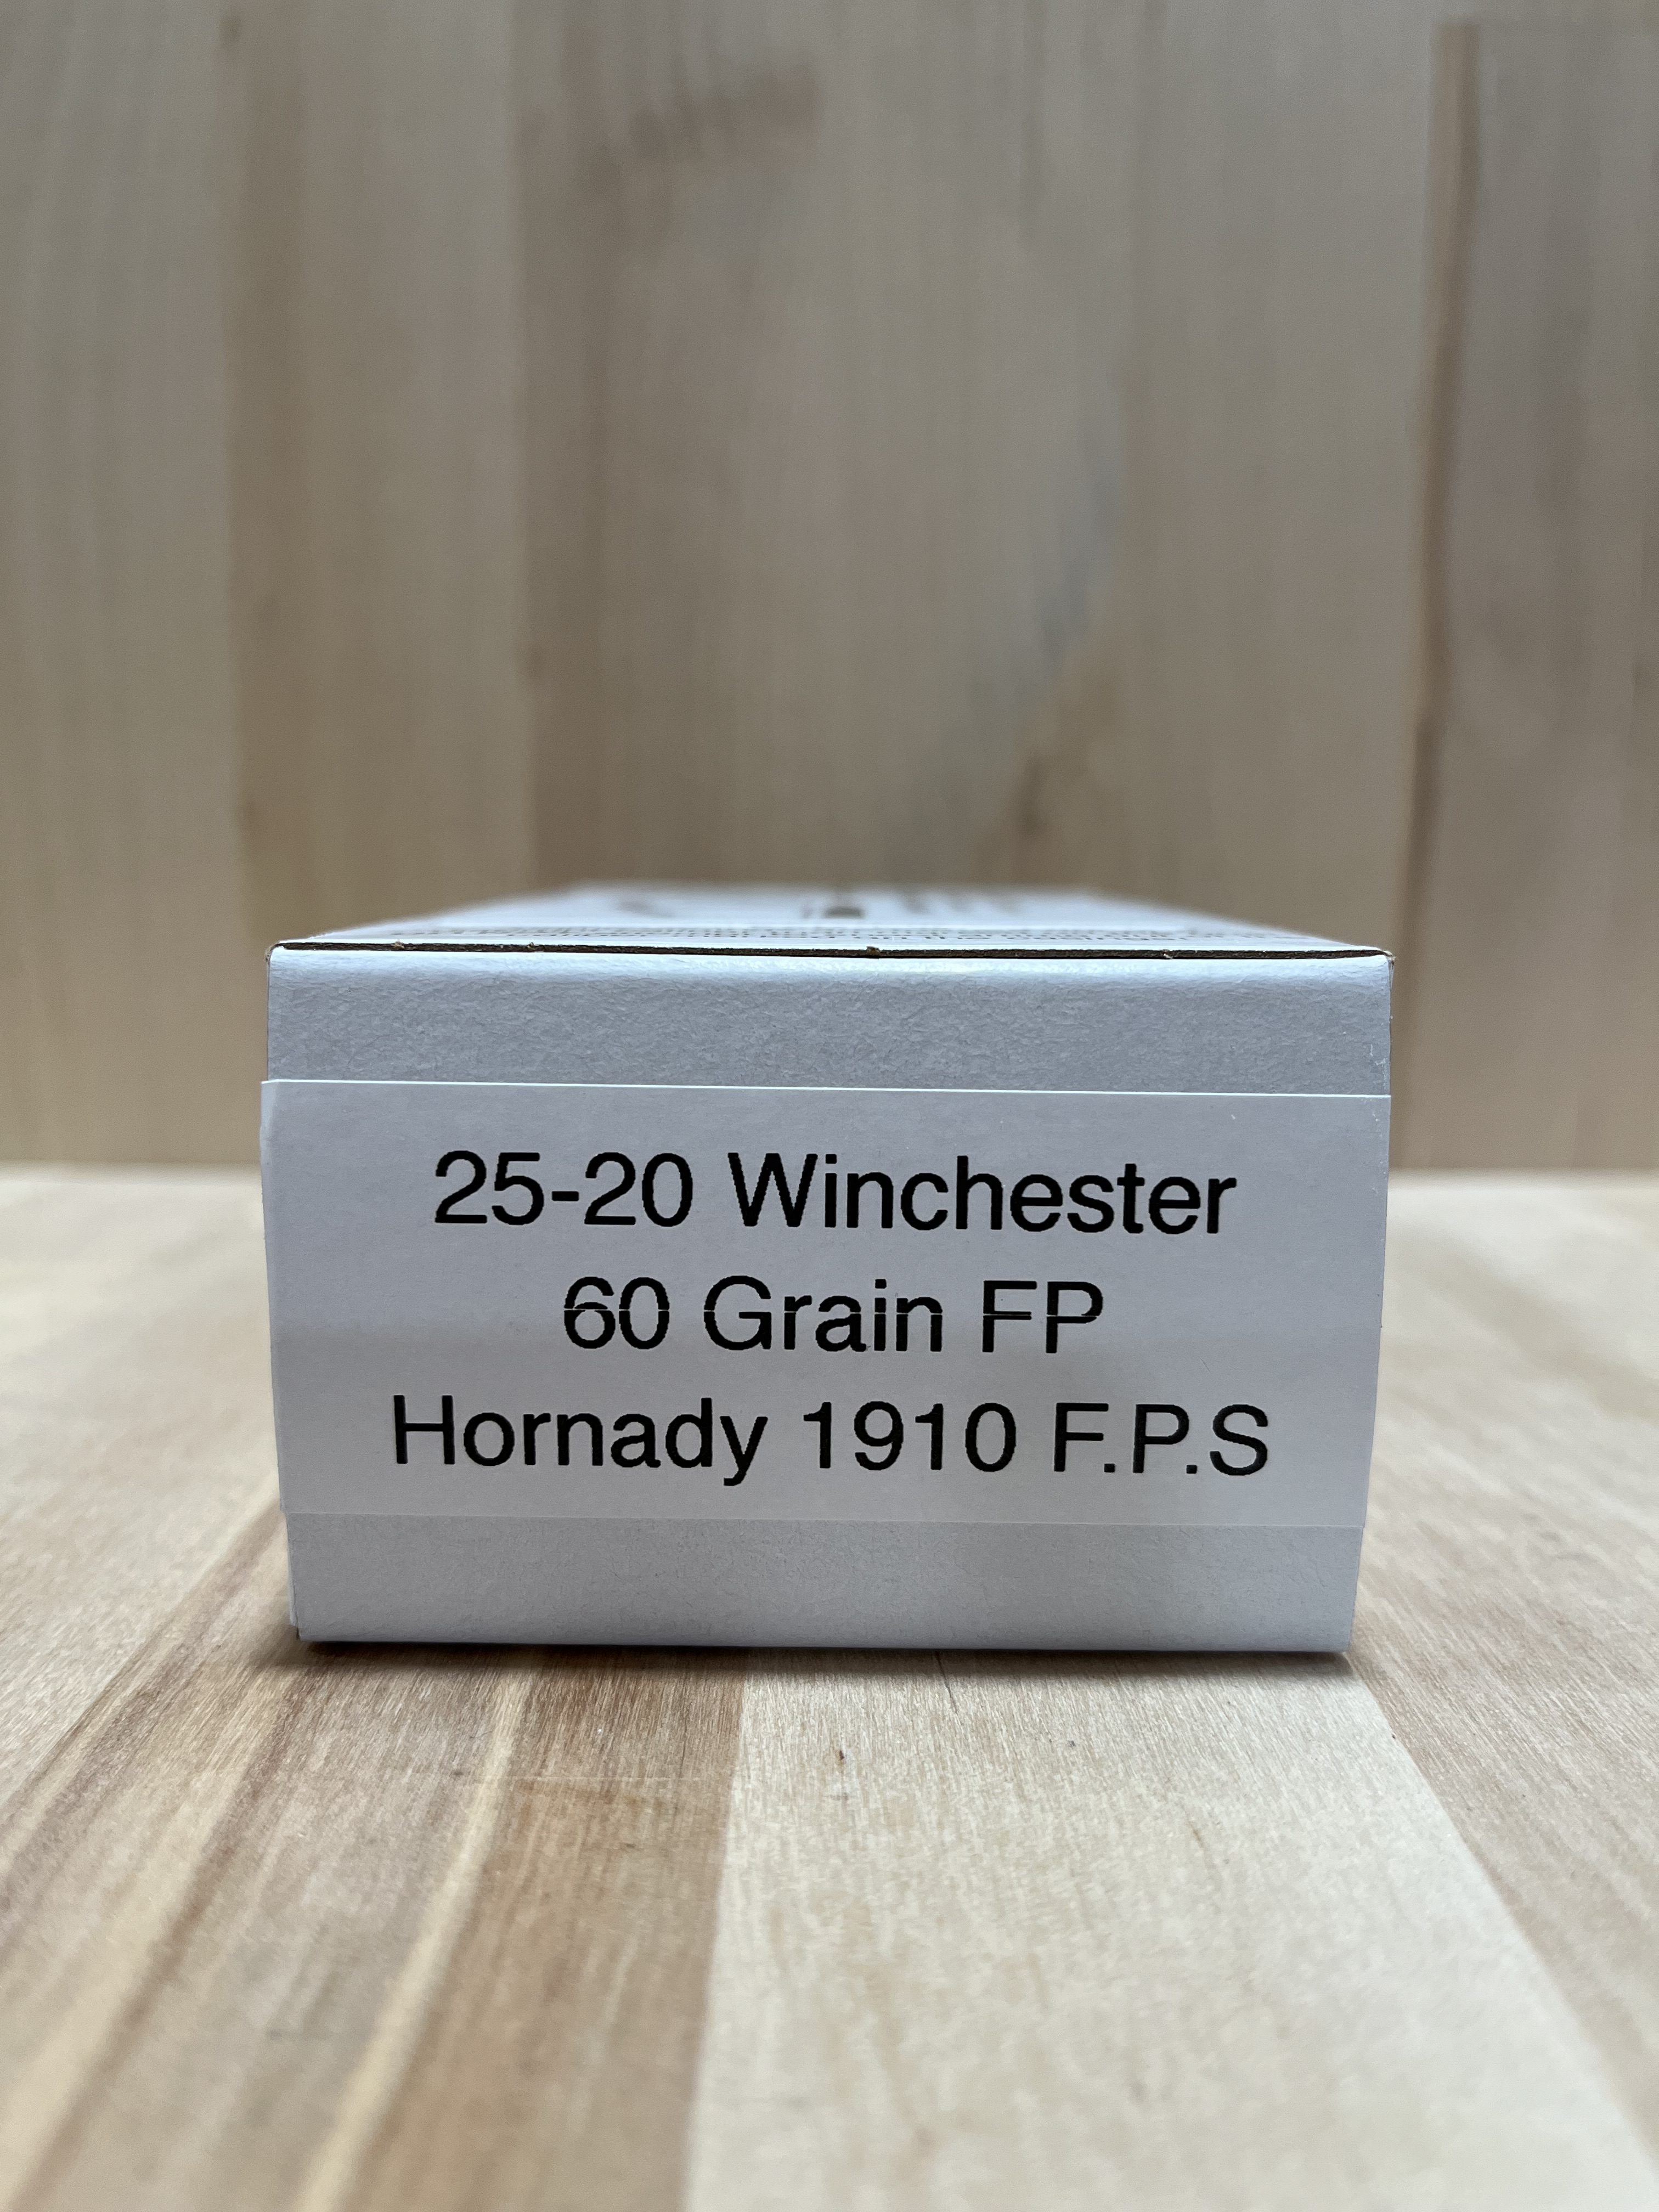 25-20 Winchester
60 Grain FP
Hornady 1910 F.P.S